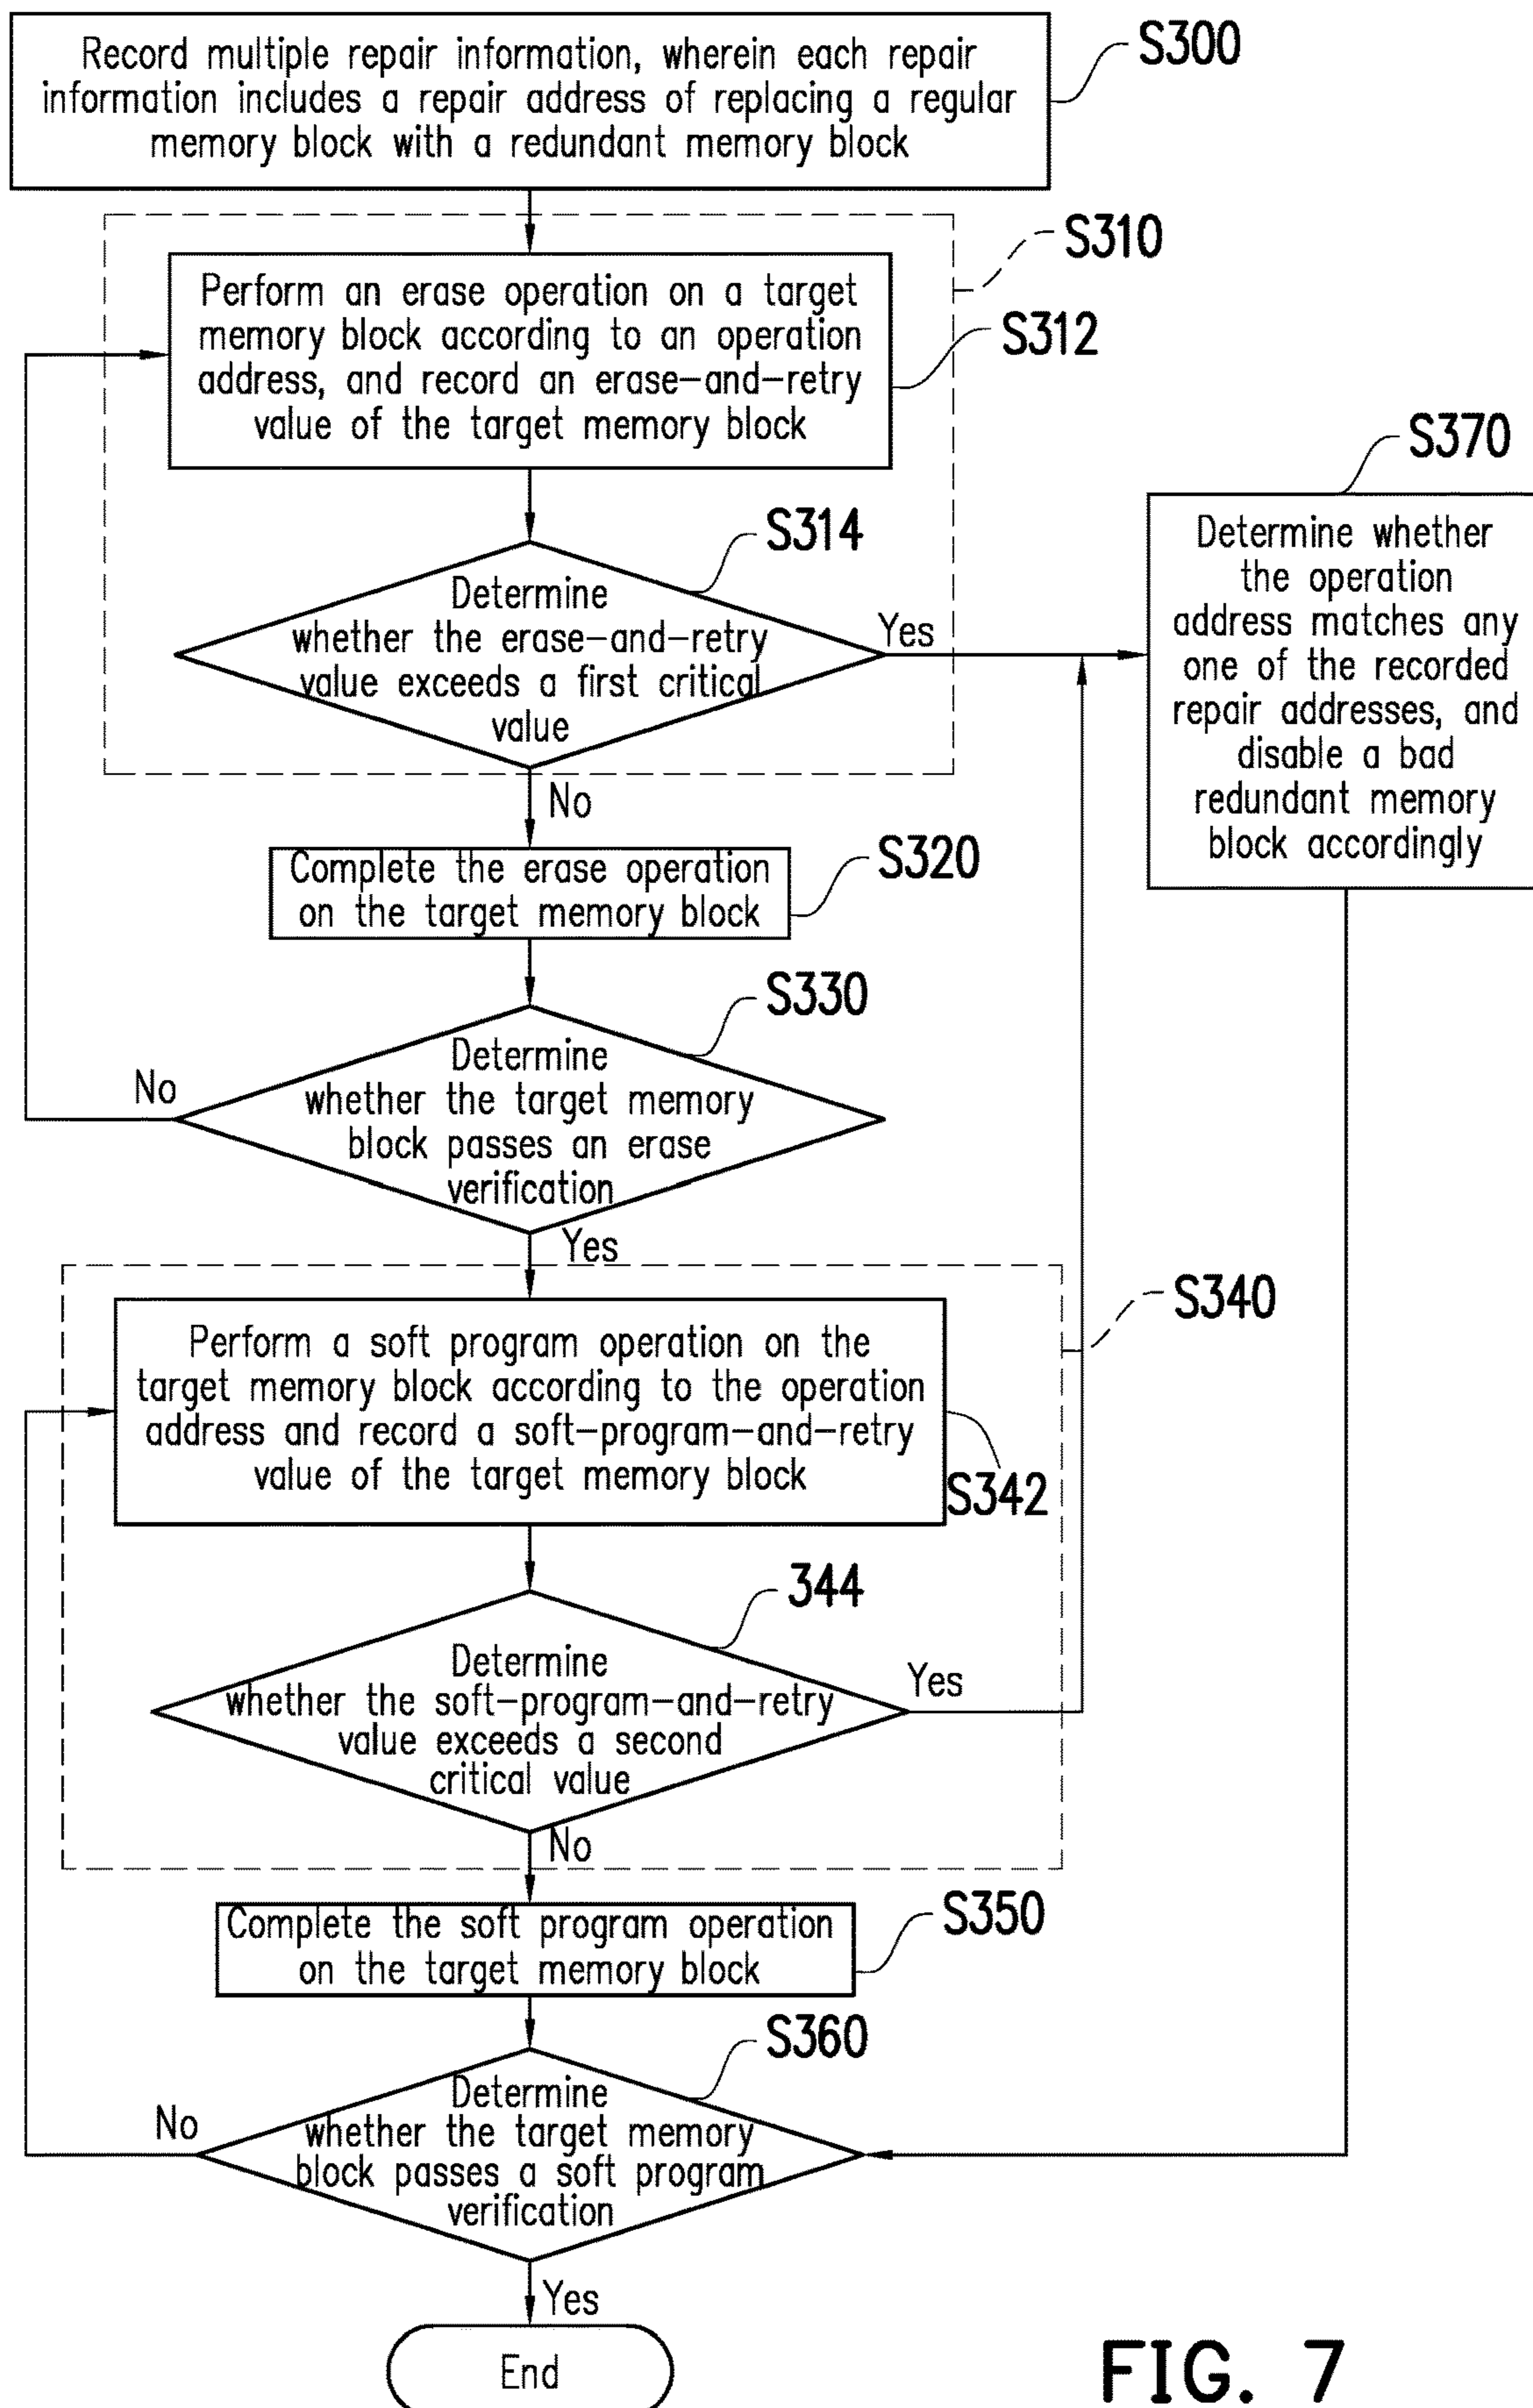 Record multiple repair information, wherein each repair
information includes a repair address of replacing a regular
memory block with a redundant memory block
S300
S310
Perform an erase operation on a target
memory block according to an operation
address, and record an erase-and-retry
value of the target memory block
S312
S314
Determine
whether the erase-and-retry
value exceeds a first critical
value
Yes
No
S370
Determine whether
the operation
address matches any
one of the recorded
repair addresses, and
disable a bad
redundant memory
block accordingly
Complete the erase operation
on the target memory block
S320
S330
Determine
whether the target memory
block passes an erase
verification
No
Yes
S340
Perform a soft program operation on the
target memory block according to the operation
address and record a soft-program-and-retry
value of the target memory block
S342
344
Determine
whether the soft-program-and-retry
value exceeds a second
critical value
Yes
No
Complete the soft program operation
on the target memory block
S350
S360
Determine
whether the target memory
block passes a soft program
verification
No
Yes
End
FIG. 7